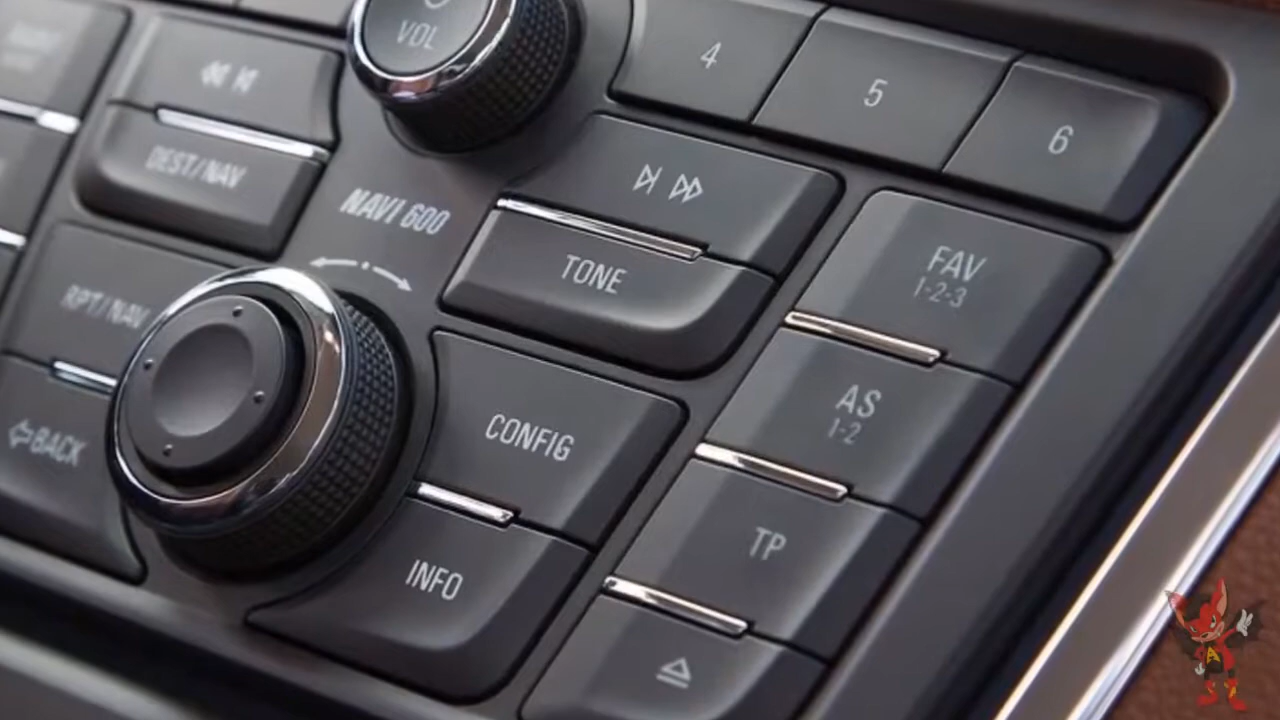 VOL
4
5
6
DEST/NAV
NAVI 600
TONE
FAV
1-2-3
RPT/NAV
AS
1-2
CONFIG
BACK
TP
INFO